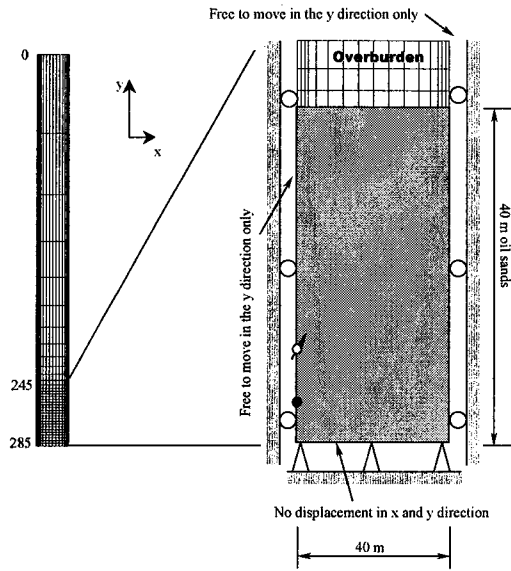 Free to move in the y direction only
0
Overburden
y
x
Free to move in the y direction only
40 m oil sands
245
285
No displacement in x and y direction
40 m